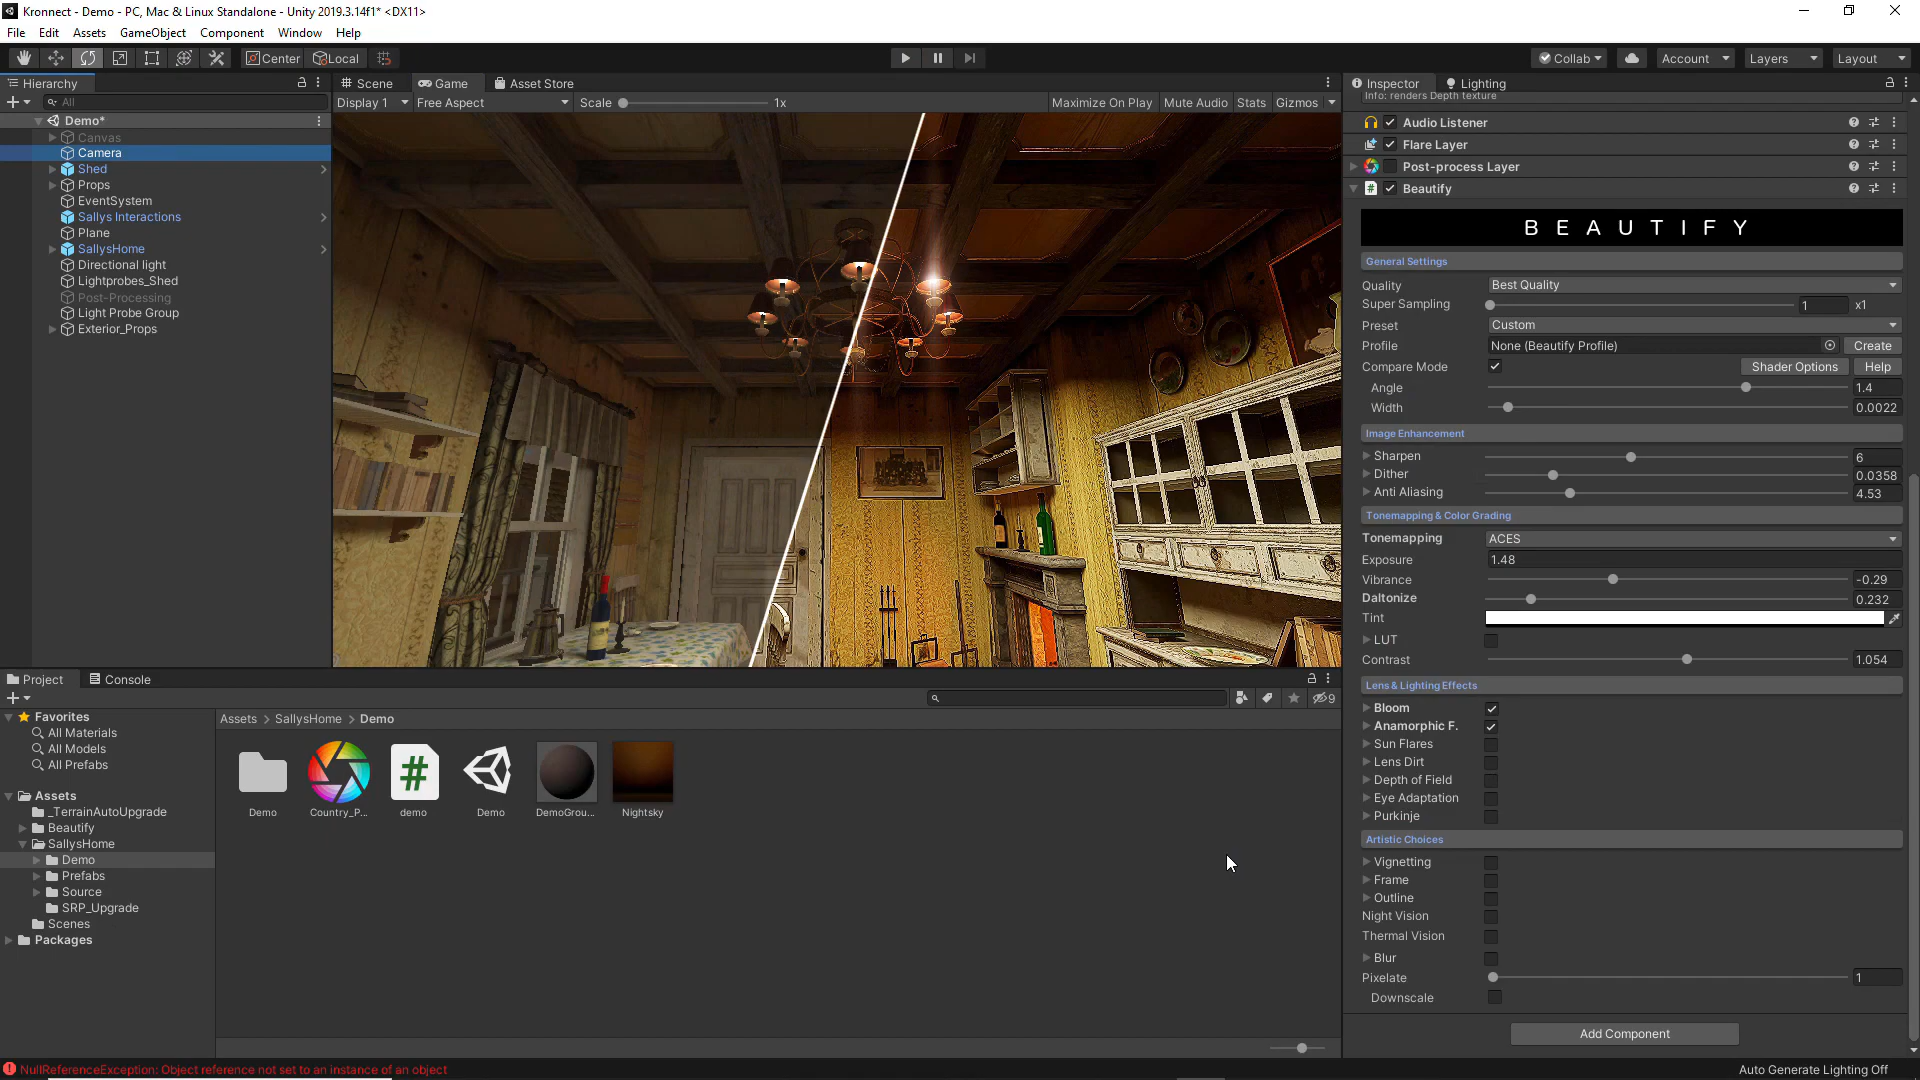 Kronnect - Demo - PC, Mac & Linux Standalone - Unity 2019.3.14f1* <DX11>
File Edit Assets GameObject Component Window Help
Center Local Collab Account Layers Layout
Hierarchy
All
Demo*
Canvas
Camera
Shed
Props
EventSystem
Sallys Interactions
Plane
SallysHome
Directional light
Lightprobes_Shed
Post-Processing
Light Probe Group
Exterior_Props
Scene Game Asset Store
Display 1 Free Aspect Scale 1x Maximize On Play Mute Audio Stats Gizmos
Inspector Lighting
Info: renders Depth texture
Audio Listener
Flare Layer
Post-process Layer
Beautify
BEAUTIFY
General Settings
Quality Best Quality
Super Sampling 1 x1
Preset Custom
Profile None (Beautify Profile) Create
Compare Mode Shader Options Help
Angle 1.4
Width 0.0022
Image Enhancement
Sharpen 6
Dither 0.0358
Anti Aliasing 4.53
Tonemapping & Color Grading
Tonemapping ACES
Exposure 1.48
Vibrance -0.29
Daltonize 0.232
Tint
LUT
Contrast 1.054
Lens & Lighting Effects
Bloom
Anamorphic F.
Sun Flares
Lens Dirt
Depth of Field
Eye Adaptation
Purkinje
Artistic Choices
Vignetting
Frame
Outline
Night Vision
Thermal Vision
Blur
Pixelate 1
Downscale
Add Component
Project Console
9
Favorites
All Materials
All Models
All Prefabs
Assets
_TerrainAutoUpgrade
Beautify
SallysHome
Demo
Prefabs
Source
SRP_Upgrade
Scenes
Packages
Assets > SallysHome > Demo
Demo Country_P... demo Demo DemoGrou... Nightsky
NullReferenceException: Object reference not set to an instance of an object
Auto Generate Lighting Off